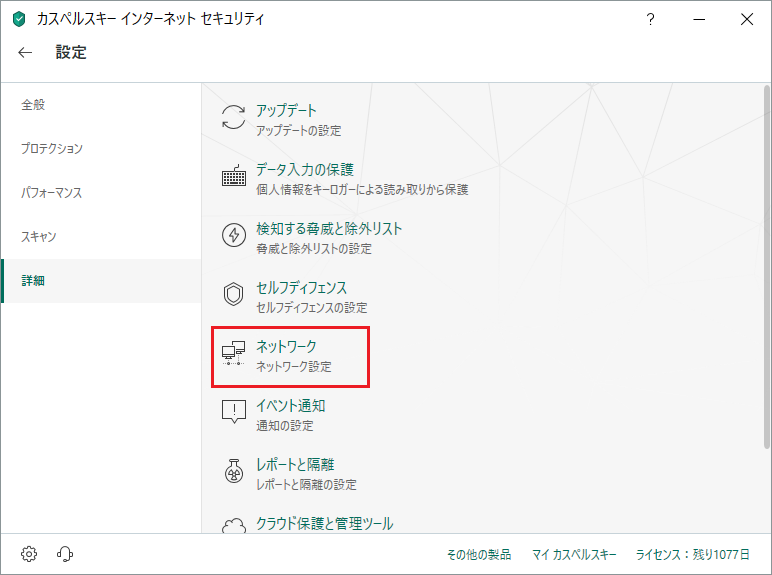 カスペルスキー インターネット セキュリティ
?
設定
全般
プロテクション
パフォーマンス
スキャン
詳細
アップデート
アップデートの設定
データ入力の保護
個人情報をキーロガーによる読み取りから保護
検知する脅威と除外リスト
脅威と除外リストの設定
セルフディフェンス
セルフディフェンスの設定
ネットワーク
ネットワーク設定
イベント通知
通知の設定
レポートと隔離
レポートと隔離の設定
クラウド保護と管理ツール
その他の製品
マイ カスペルスキー
ライセンス：残り1077日